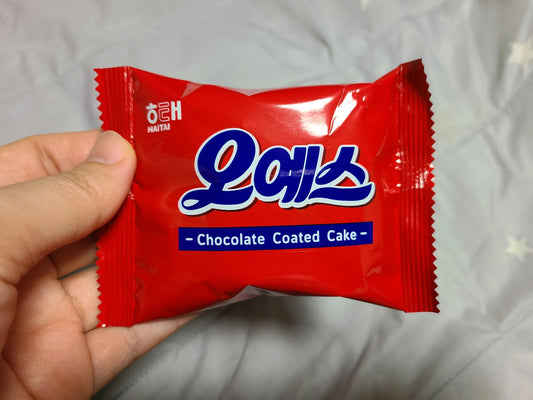 해태
HAITAI
오예스
- Chocolate Coated Cake -